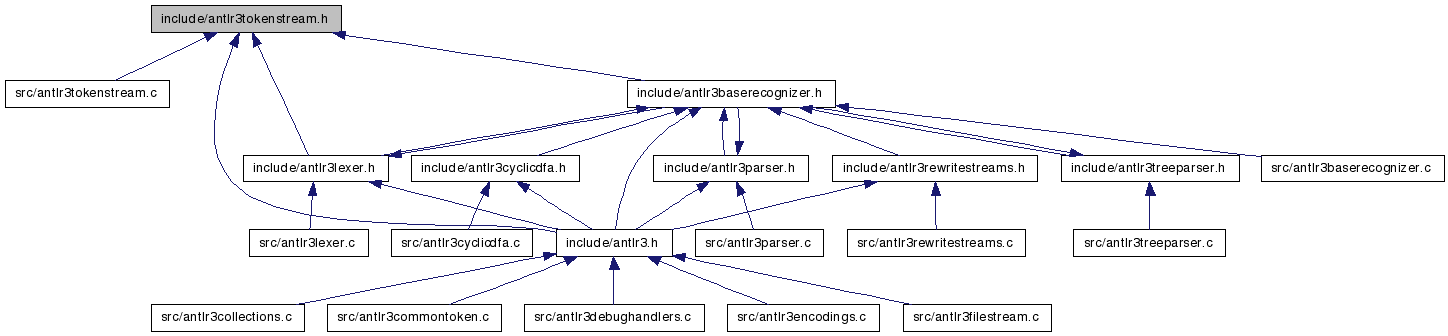 include/antlr3tokenstream.h
src/antlr3tokenstream.c
include/antlr3baserecognizer.h
include/antlr3lexer.h
include/antlr3cyclicdfa.h
include/antlr3parser.h
include/antlr3rewritestreams.h
include/antlr3treeparser.h
src/antlr3baserecognizer.c
src/antlr3lexer.c
src/antlr3cyclicdfa.c
include/antlr3.h
src/antlr3parser.c
src/antlr3rewritestreams.c
src/antlr3treeparser.c
src/antlr3collections.c
src/antlr3commontoken.c
src/antlr3debughandlers.c
src/antlr3encodings.c
src/antlr3filestream.c